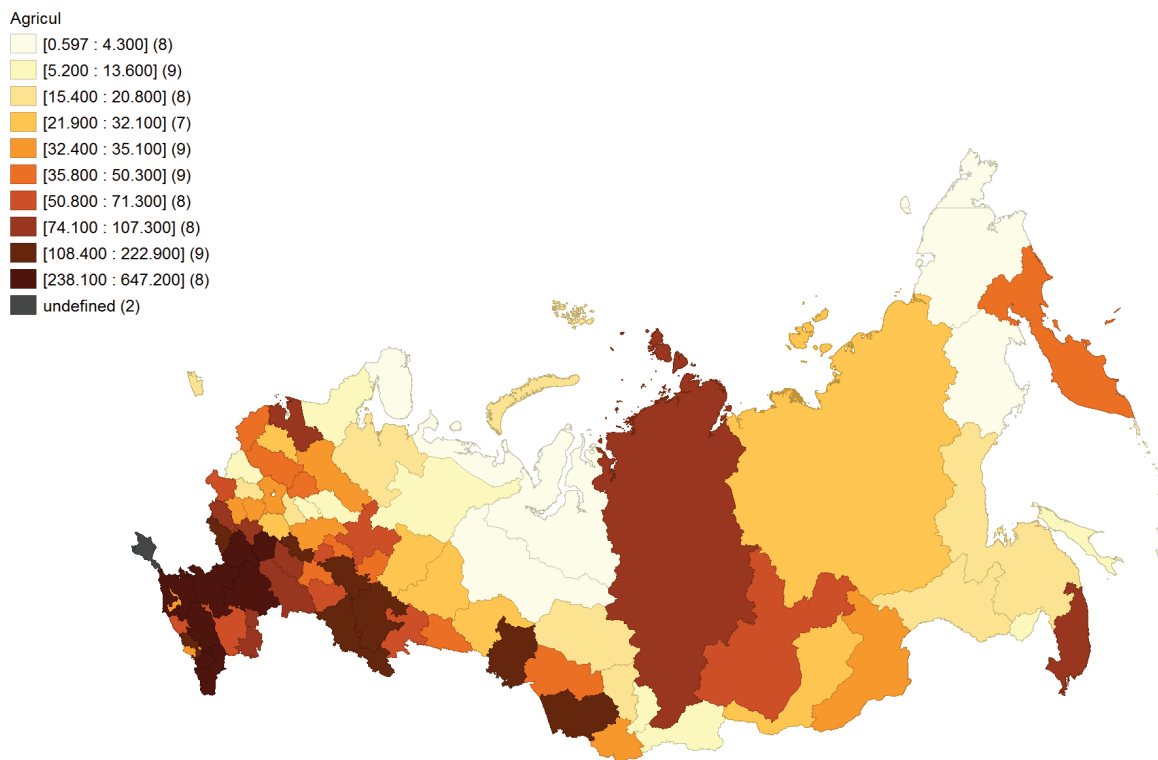 Agricul
[0.597 : 4.300] (8)
[5.200 : 13.600] (9)
[15.400 : 20.800] (8)
[21.900 : 32.100] (7)
[32.400 : 35.100] (9)
[35.800 : 50.300] (9)
[50.800 : 71.300] (8)
[74.100 : 107.300] (8)
[108.400 : 222.900] (9)
[238.100 : 647.200] (8)
undefined (2)